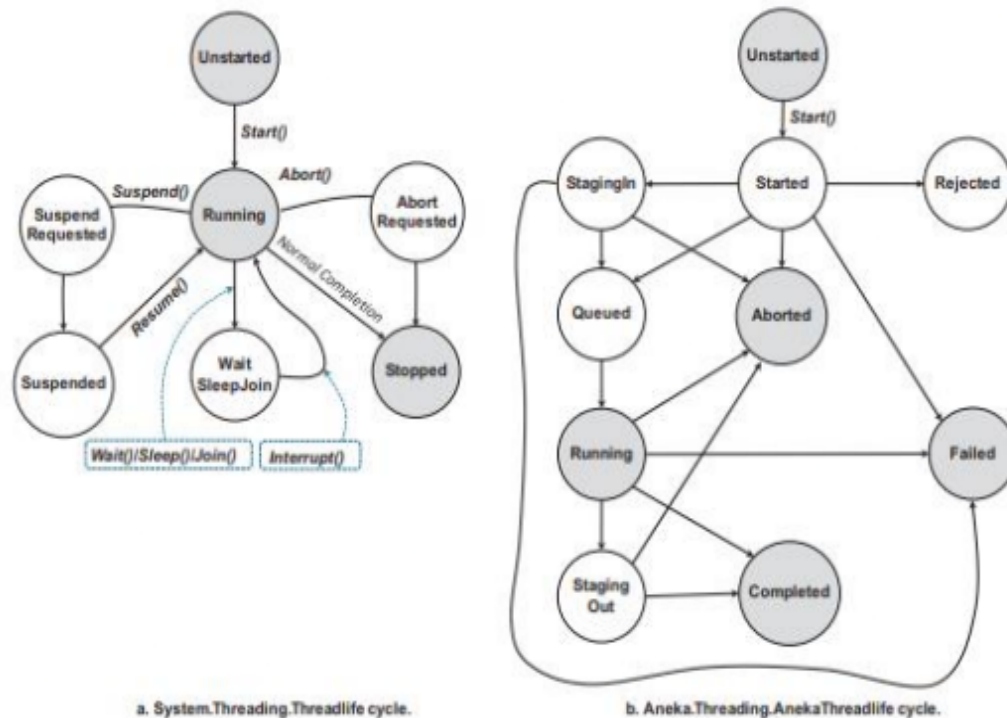 Unstarted
Start()
Suspend()
Abort()
Suspend
Requested
Running
Abort
Requested
Normal Completion
Resume()
Suspended
Wait
SleepJoin
Stopped
Wait()/Sleep()/Join()
Interrupt()
a. System.Threading.Threadlife cycle.
Unstarted
Start()
StagingIn
Started
Rejected
Queued
Aborted
Running
Failed
Staging
Out
Completed
b. Aneka.Threading.AnekaThreadlife cycle.